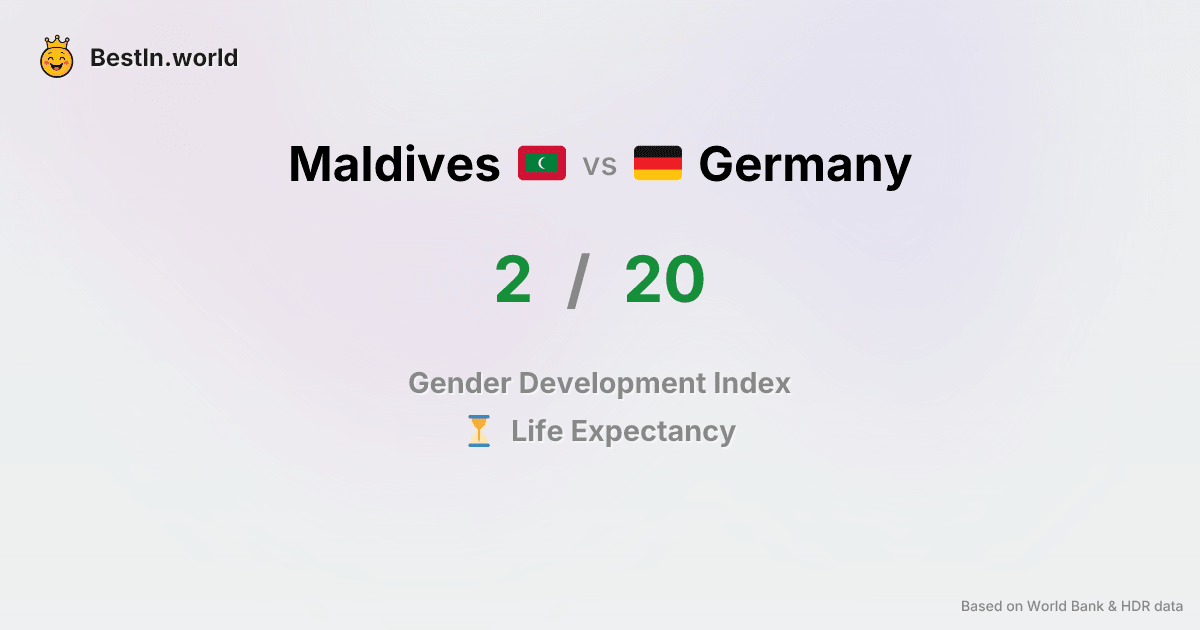 BestIn.world
Maldives vs Germany
2 / 20
Gender Development Index
Life Expectancy
Based on World Bank & HDR data